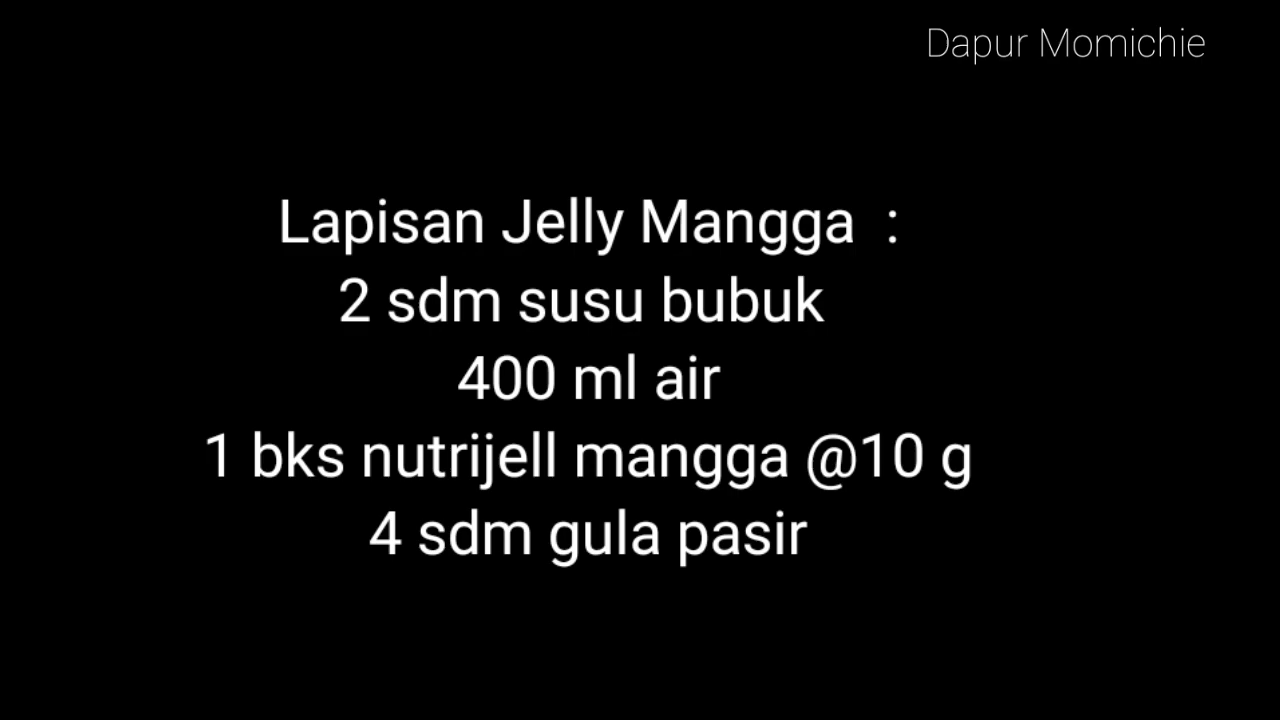 Dapur Momichie
Lapisan Jelly Mangga :
2 sdm susu bubuk
400 ml air
1 bks nutrijell mangga @10 g
4 sdm gula pasir